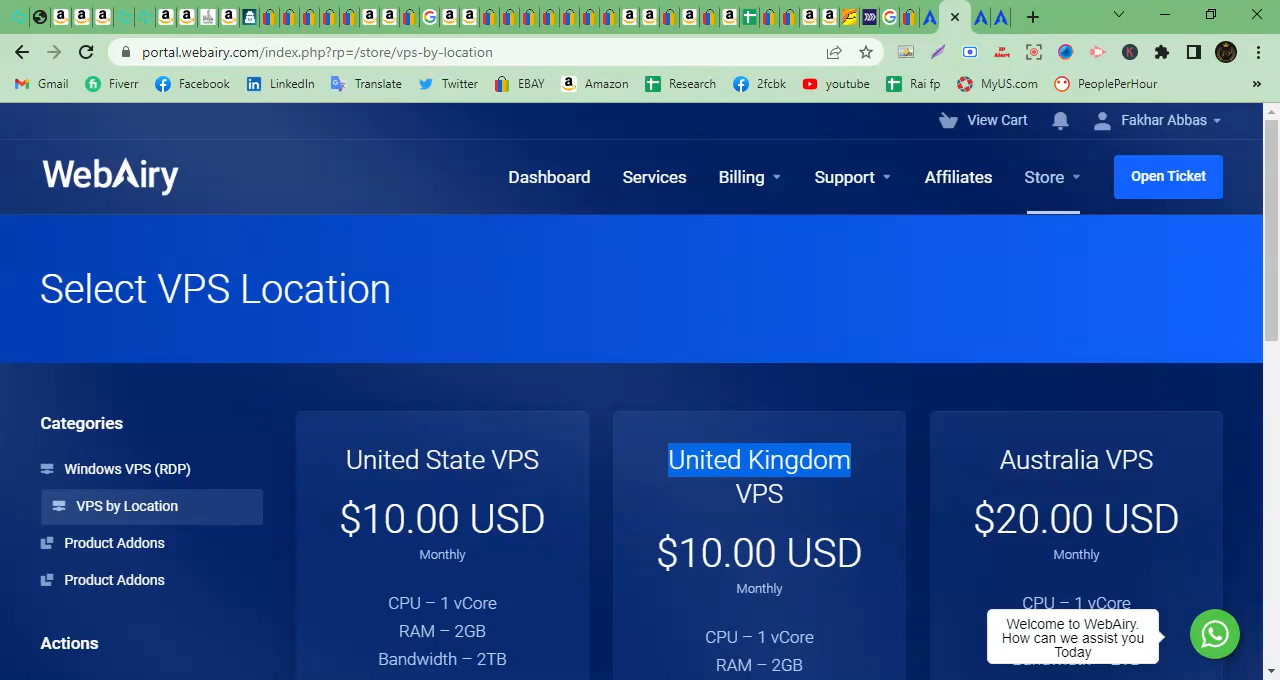 portal.webairy.com/index.php?rp=/store/vps-by-location
Gmail Fiverr Facebook LinkedIn Translate Twitter EBAY Amazon Research 2fcbk youtube Rai fp MyUS.com PeoplePerHour »
View Cart Fakhar Abbas
WebAiry Dashboard Services Billing Support Affiliates Store Open Ticket
Select VPS Location
Categories
Windows VPS (RDP)
VPS by Location
Product Addons
Product Addons
Actions
United State VPS
$10.00 USD
Monthly
CPU – 1 vCore
RAM – 2GB
Bandwidth – 2TB
United Kingdom
VPS
$10.00 USD
Monthly
CPU – 1 vCore
RAM – 2GB
Australia VPS
$20.00 USD
Monthly
CPU – 1 vCore
Welcome to WebAiry.
How can we assist you
Today